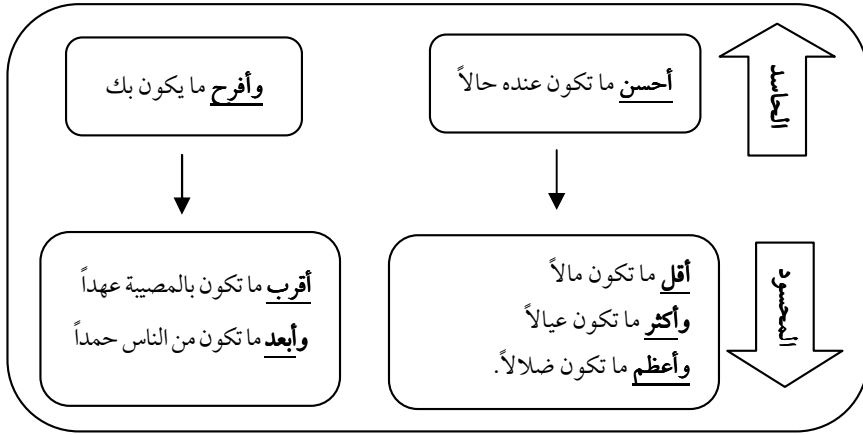 الحاسد
أحسن ما تكون عنده حالاً
وأفرح ما يكون بك
المحسود
أقل ما تكون مالاً
وأكثر ما تكون عيالاً
وأعظم ما تكون ضلالاً.
أقرب ما تكون بالمصيبة عهداً
وأبعد ما تكون من الناس حمداً